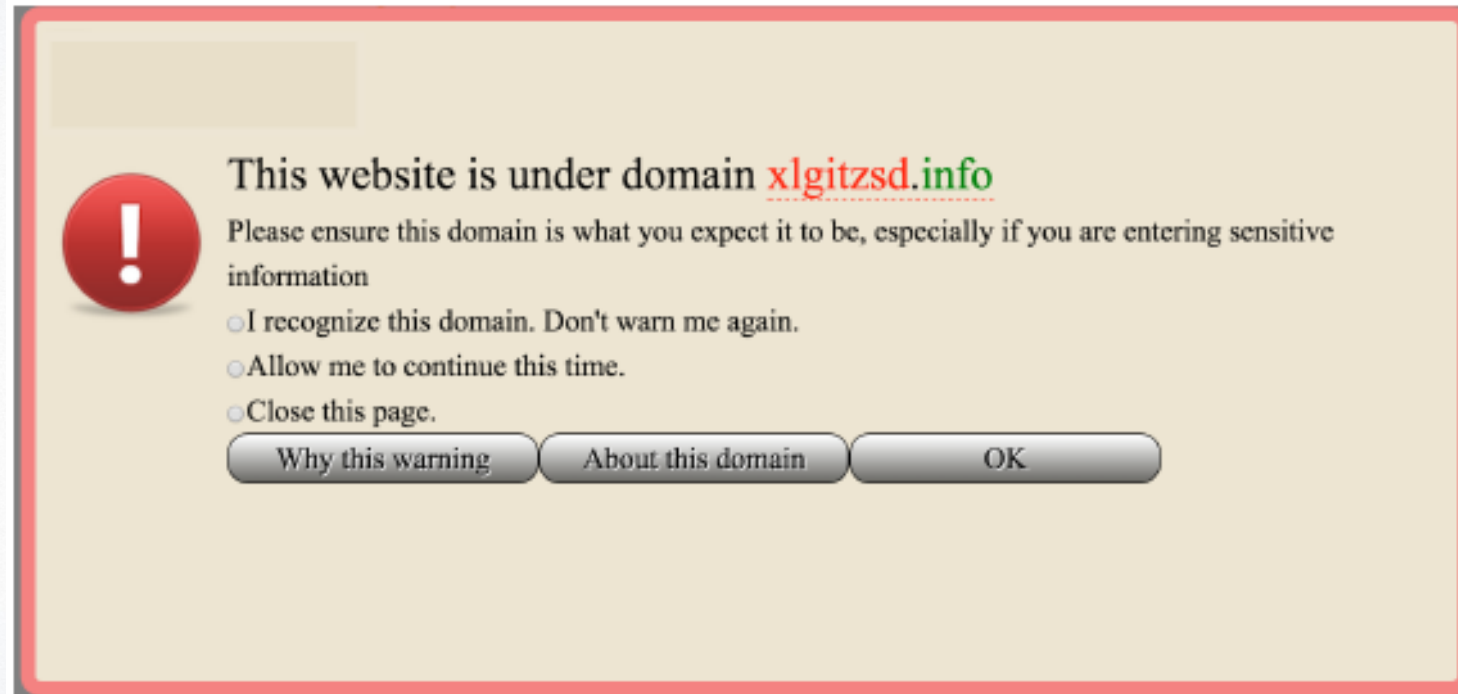 This website is under domain xlgitzsd.info
Please ensure this domain is what you expect it to be, especially if you are entering sensitive
information
I recognize this domain. Don't warn me again.
Allow me to continue this time.
Close this page.
Why this warning About this domain OK